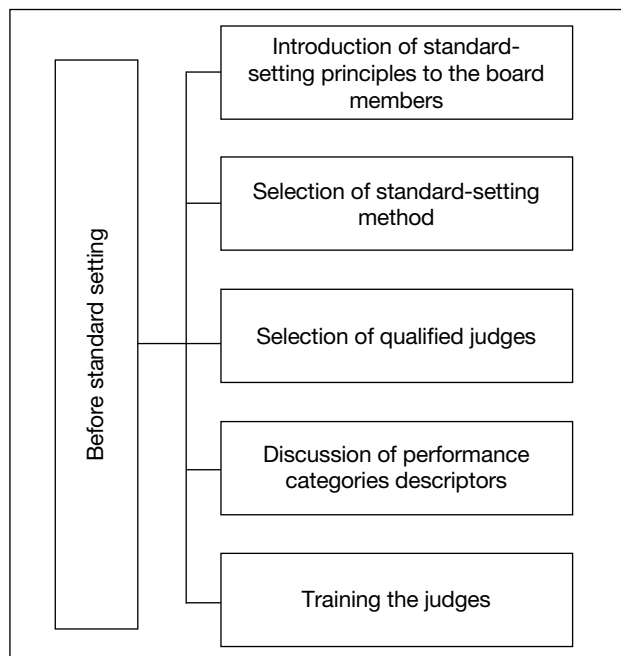 Before standard setting
Introduction of standard-
setting principles to the board
members
Selection of standard-setting
method
Selection of qualified judges
Discussion of performance
categories descriptors
Training the judges